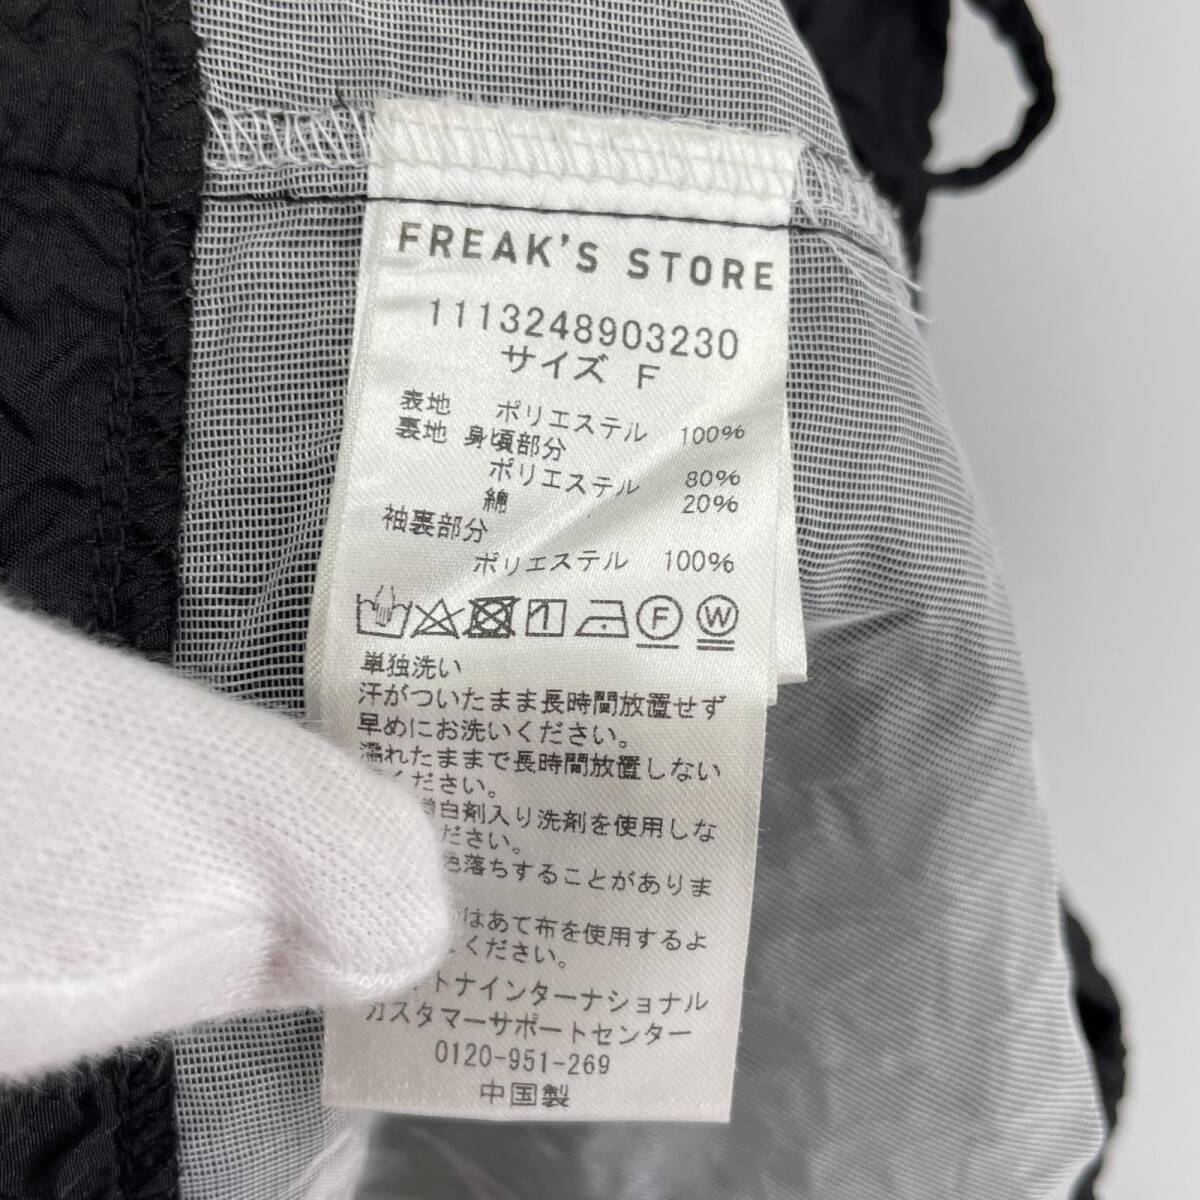 FREAK'S STORE
1113248903230
サイズ F
表地 ポリエステル 100%
裏地 身頃部分
ポリエステル 80%
綿 20%
袖裏部分
ポリエステル 100%
F W
単独洗い
汗がついたまま長時間放置せず
早めにお洗いください。
濡れたままで長時間放置しない
ください。
白剤入り洗剤を使用しな
ださい。
色落ちすることがありま
はあて布を使用するよ
ください。
トナインターナショナル
カスタマーサポートセンター
0120-951-269
中国製